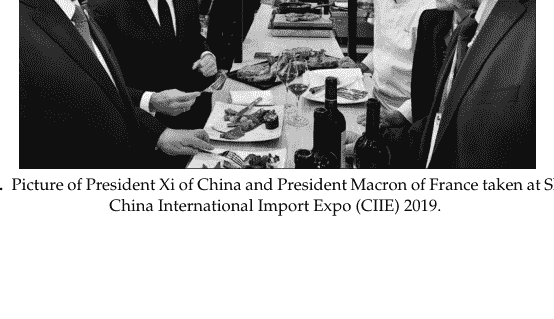 . Picture of President Xi of China and President Macron of France taken at
China International Import Expo (CIIE) 2019.